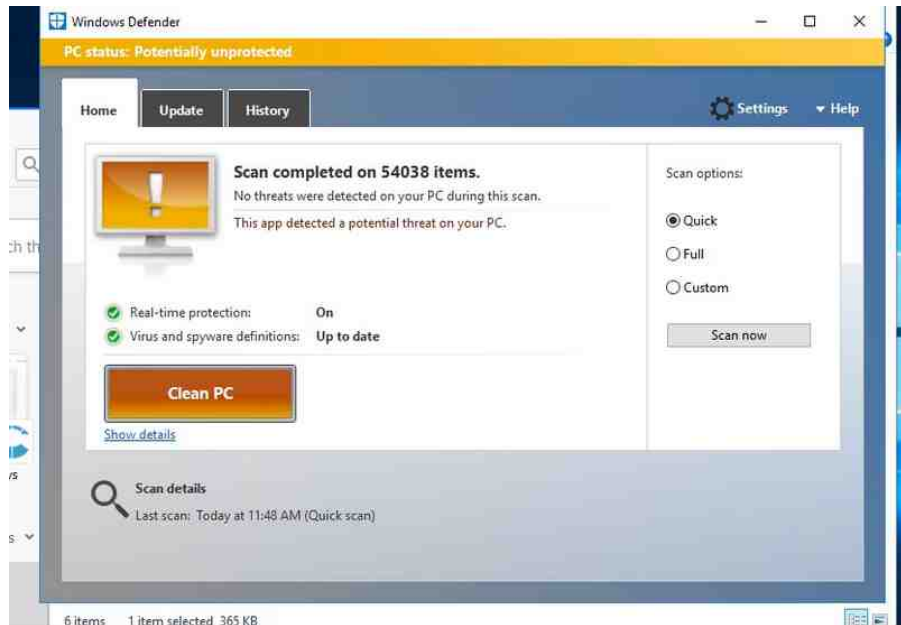 Windows Defender
PC status: Potentially unprotected
Home
Update
History
Settings
Help
Scan completed on 54038 items.
No threats were detected on your PC during this scan.
This app detected a potential threat on your PC.
Scan options:
Quick
Full
Custom
Scan now
Real-time protection: On
Virus and spyware definitions: Up to date
Clean PC
Show details
Scan details
Last scan: Today at 11:48 AM (Quick scan)
6 items 1 item selected 365 KB